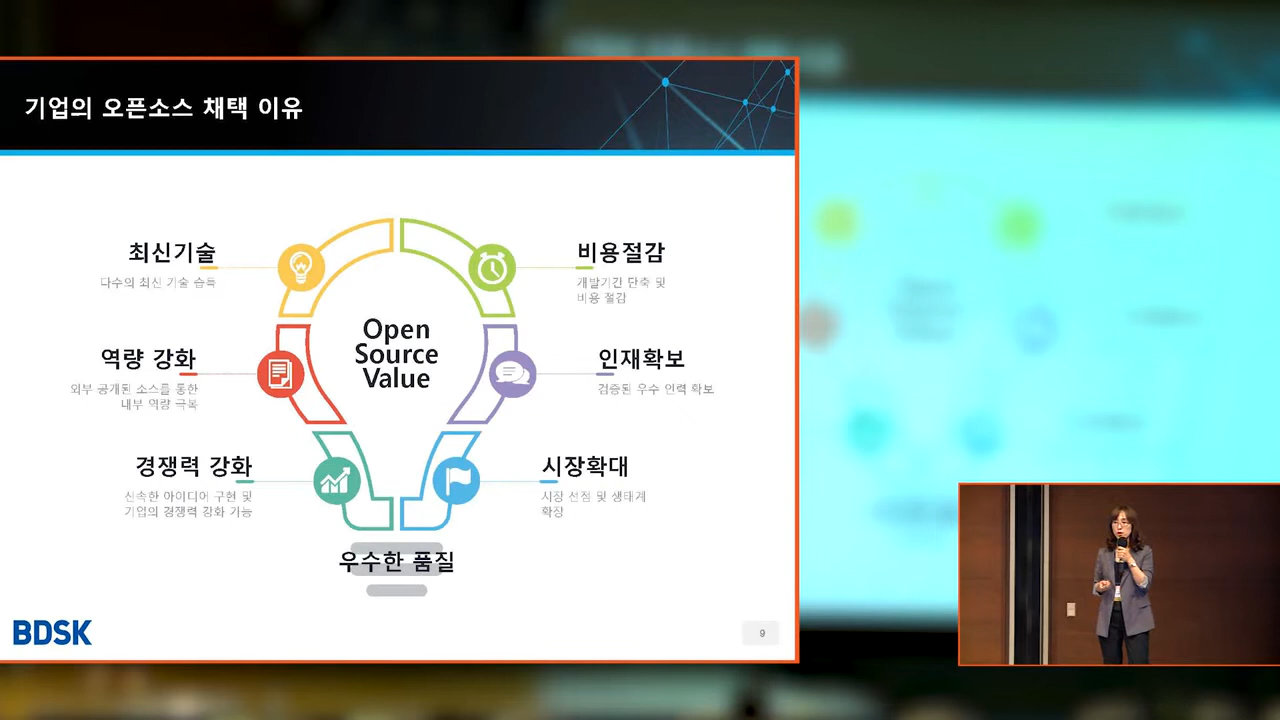 기업의 오픈소스 채택 이유
최신기술
다수의 최신 기술 습득
비용절감
개발기간 단축 및
비용 절감
Open
Source
Value
역량 강화
외부 공개된 소스를 통한
내부 역량 극복
인재확보
검증된 우수 인력 확보
경쟁력 강화
신속한 아이디어 구현 및
기업의 경쟁력 강화 가능
시장확대
시장 선점 및 생태계
확장
우수한 품질
BDSK
9